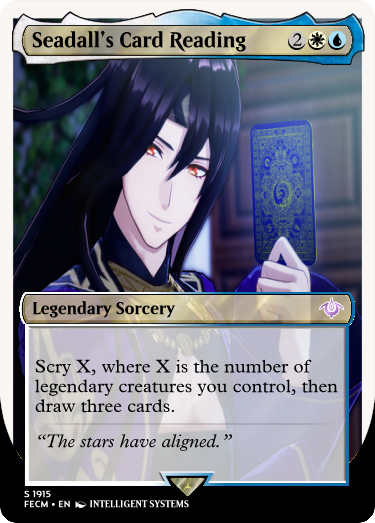 Seadall's Card Reading 2
Legendary Sorcery
Scry X, where X is the number of
legendary creatures you control, then
draw three cards.
“The stars have aligned.”
S 1915
FECM • EN INTELLIGENT SYSTEMS